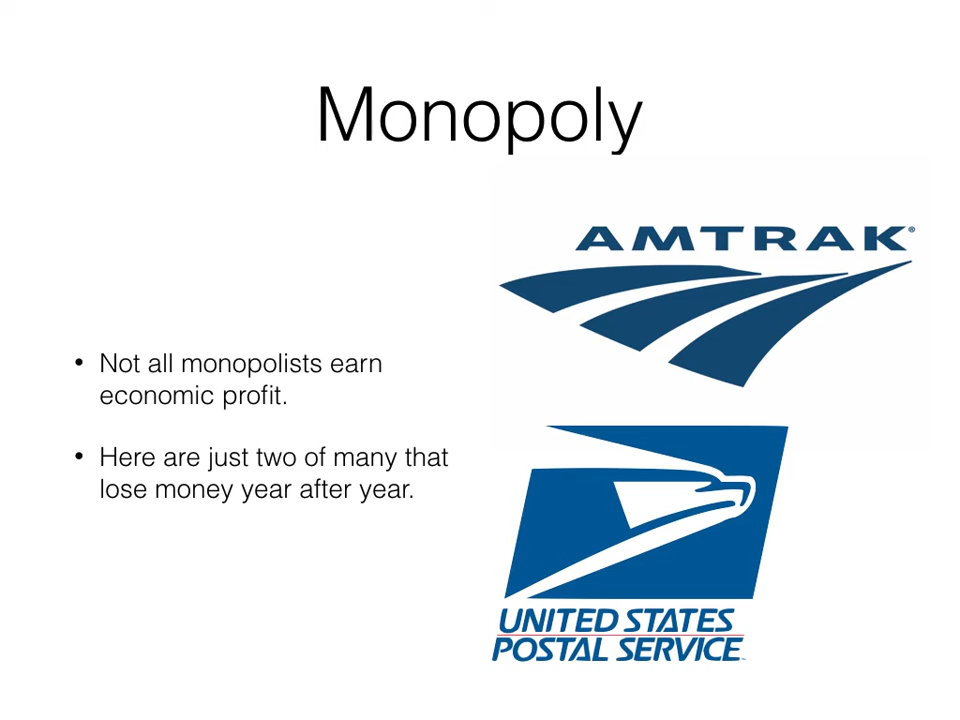 Monopoly
AMTRAK®
• Not all monopolists earn
economic profit.
• Here are just two of many that
lose money year after year.
UNITED STATES
POSTAL SERVICE™